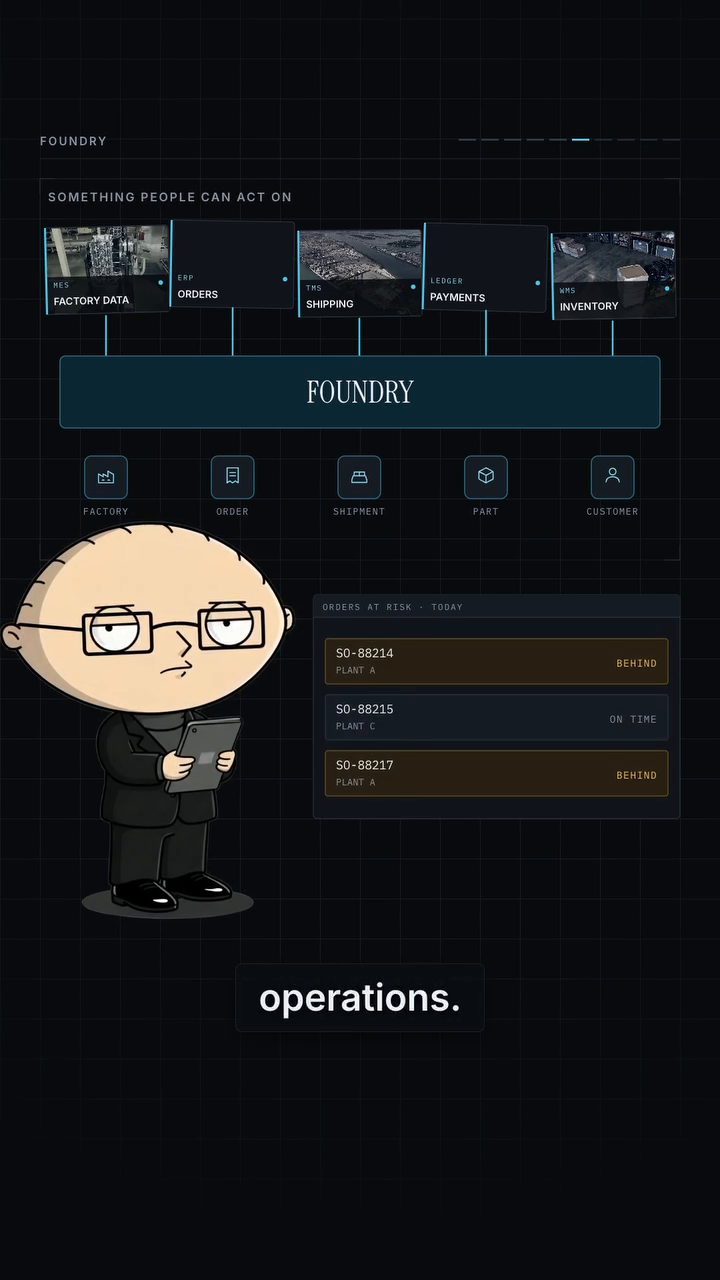 FOUNDRY
SOMETHING PEOPLE CAN ACT ON
MES
FACTORY DATA
ERP
ORDERS
TMS
SHIPPING
LEDGER
PAYMENTS
WMS
INVENTORY
FOUNDRY
FACTORY
ORDER
SHIPMENT
PART
CUSTOMER
ORDERS AT RISK · TODAY
SO-88214
PLANT A
BEHIND
SO-88215
PLANT C
ON TIME
SO-88217
PLANT A
BEHIND
operations.